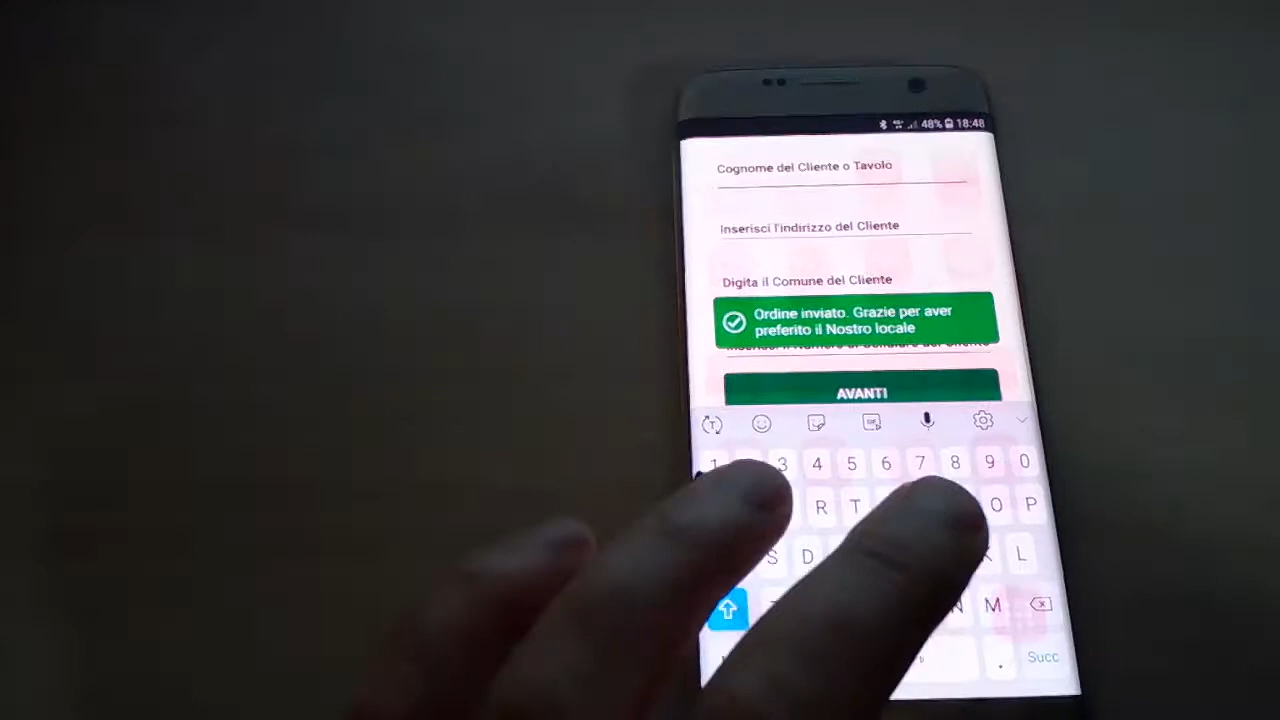 48% 18:48
Cognome del Cliente o Tavolo
Inserisci l'indirizzo del Cliente
Digita il Comune del Cliente
Ordine inviato. Grazie per aver
preferito il Nostro locale
AVANTI
1 3 4 5 6 7 8 9 0
R T O P
S D K L
N M
. Succ